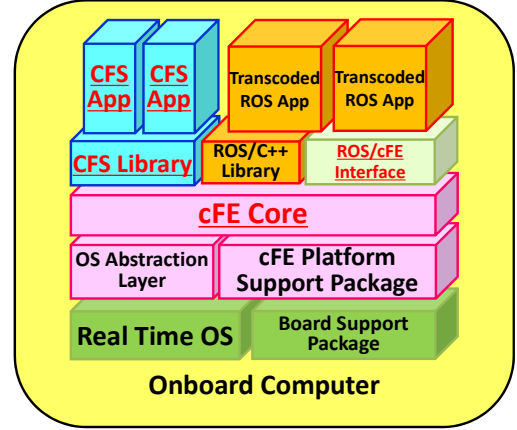 CFS
App
CFS
App
Transcoded
ROS App
Transcoded
ROS App
CFS Library
ROS/C++
Library
ROS/cFE
Interface
cFE Core
OS Abstraction
Layer
cFE Platform
Support Package
Real Time OS
Board Support
Package
Onboard Computer